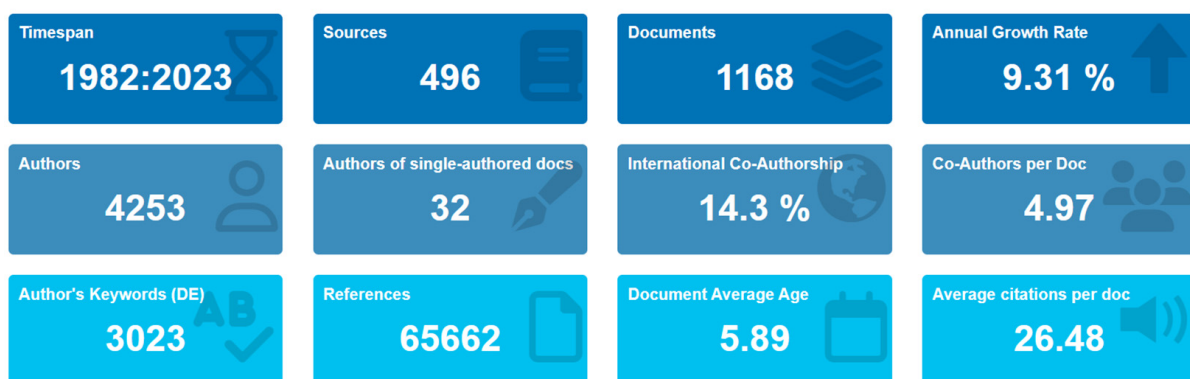 Timespan
1982:2023
Sources
496
Documents
1168
Annual Growth Rate
9.31 %
Authors
4253
Authors of single-authored docs
32
International Co-Authorship
14.3 %
Co-Authors per Doc
4.97
Author's Keywords (DE)
AB
3023
References
65662
Document Average Age
5.89
Average citations per doc
26.48